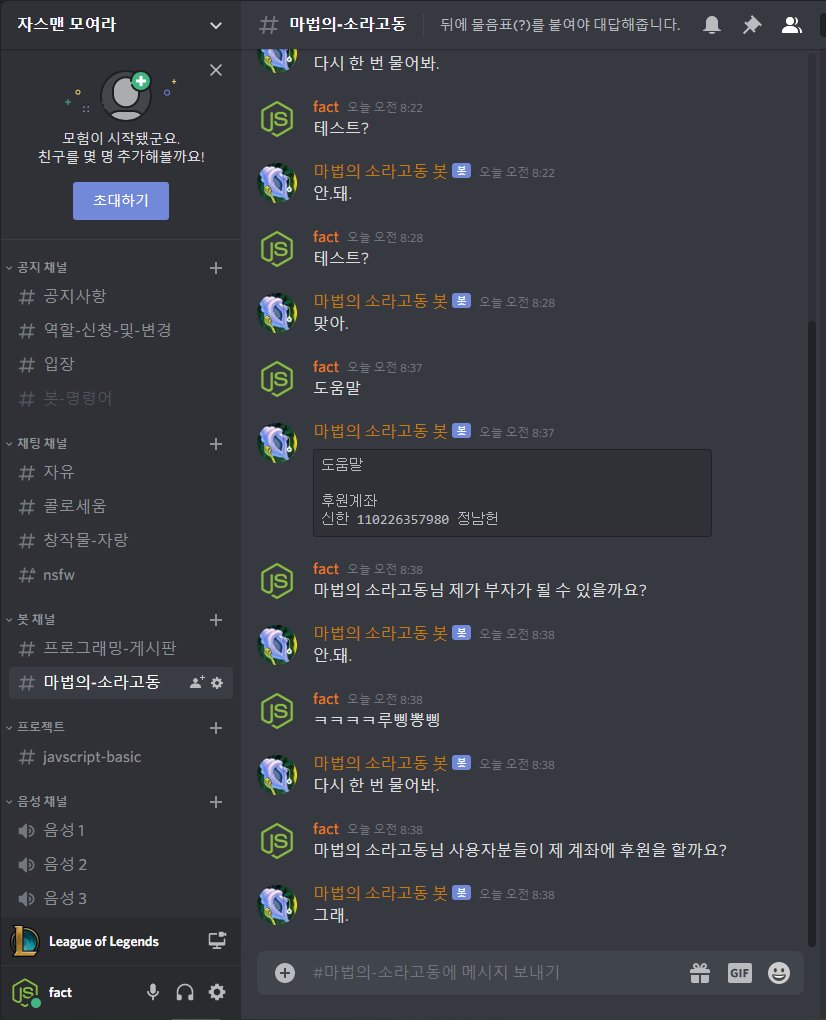 자스맨 모여라
모험이 시작됐군요.
친구를 몇 명 추가해볼까요!
초대하기
공지 채널
공지사항
역할-신청-및-변경
입장
봇-명령어
채팅 채널
자유
콜로세움
창작물-자랑
nsfw
봇 채널
프로그래밍-게시판
마법의-소라고동
프로젝트
javscript-basic
음성 채널
음성 1
음성 2
음성 3
League of Legends
fact
마법의-소라고동 뒤에 물음표(?)를 붙여야 대답해줍니다.
다시 한 번 물어봐.
fact 오늘 오전 8:22
테스트?
마법의 소라고동 봇 봇 오늘 오전 8:22
안.돼.
fact 오늘 오전 8:28
테스트?
마법의 소라고동 봇 봇 오늘 오전 8:28
맞아.
fact 오늘 오전 8:37
도움말
마법의 소라고동 봇 봇 오늘 오전 8:37
도움말
후원계좌
신한 110226357980 정남헌
fact 오늘 오전 8:38
마법의 소라고동님 제가 부자가 될 수 있을까요?
마법의 소라고동 봇 봇 오늘 오전 8:38
안.돼.
fact 오늘 오전 8:38
ㅋㅋㅋㅋ루삥뽕삥
마법의 소라고동 봇 봇 오늘 오전 8:38
다시 한 번 물어봐.
fact 오늘 오전 8:38
마법의 소라고동님 사용자분들이 제 계좌에 후원을 할까요?
마법의 소라고동 봇 봇 오늘 오전 8:38
그래.
#마법의-소라고동에 메시지 보내기
GIF